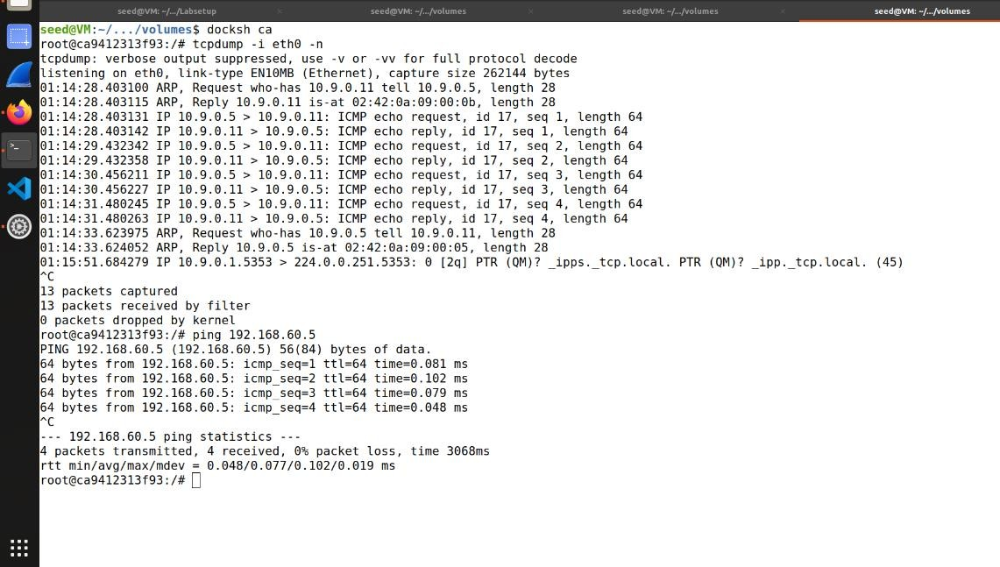 seed@VM: ~/.../Labsetup
seed@VM: ~/.../volumes
seed@VM: ~/.../volumes
seed@VM: ~/.../volumes
seed@VM:~/.../volumes$ docksh ca
root@ca9412313f93:/# tcpdump -i eth0 -n
tcpdump: verbose output suppressed, use -v or -vv for full protocol decode
listening on eth0, link-type EN10MB (Ethernet), capture size 262144 bytes
01:14:28.403100 ARP, Request who-has 10.9.0.11 tell 10.9.0.5, length 28
01:14:28.403115 ARP, Reply 10.9.0.11 is-at 02:42:0a:09:00:0b, length 28
01:14:28.403131 IP 10.9.0.5 > 10.9.0.11: ICMP echo request, id 17, seq 1, length 64
01:14:28.403142 IP 10.9.0.11 > 10.9.0.5: ICMP echo reply, id 17, seq 1, length 64
01:14:29.432342 IP 10.9.0.5 > 10.9.0.11: ICMP echo request, id 17, seq 2, length 64
01:14:29.432358 IP 10.9.0.11 > 10.9.0.5: ICMP echo reply, id 17, seq 2, length 64
01:14:30.456211 IP 10.9.0.5 > 10.9.0.11: ICMP echo request, id 17, seq 3, length 64
01:14:30.456227 IP 10.9.0.11 > 10.9.0.5: ICMP echo reply, id 17, seq 3, length 64
01:14:31.480245 IP 10.9.0.5 > 10.9.0.11: ICMP echo request, id 17, seq 4, length 64
01:14:31.480263 IP 10.9.0.11 > 10.9.0.5: ICMP echo reply, id 17, seq 4, length 64
01:14:33.623975 ARP, Request who-has 10.9.0.5 tell 10.9.0.11, length 28
01:14:33.624052 ARP, Reply 10.9.0.5 is-at 02:42:0a:09:00:05, length 28
01:15:51.684279 IP 10.9.0.1.5353 > 224.0.0.251.5353: 0 [2q] PTR (QM)? _ipps._tcp.local. PTR (QM)? _ipp._tcp.local. (45)
^C
13 packets captured
13 packets received by filter
0 packets dropped by kernel
root@ca9412313f93:/# ping 192.168.60.5
PING 192.168.60.5 (192.168.60.5) 56(84) bytes of data.
64 bytes from 192.168.60.5: icmp_seq=1 ttl=64 time=0.081 ms
64 bytes from 192.168.60.5: icmp_seq=2 ttl=64 time=0.102 ms
64 bytes from 192.168.60.5: icmp_seq=3 ttl=64 time=0.079 ms
64 bytes from 192.168.60.5: icmp_seq=4 ttl=64 time=0.048 ms
^C
--- 192.168.60.5 ping statistics ---
4 packets transmitted, 4 received, 0% packet loss, time 3068ms
rtt min/avg/max/mdev = 0.048/0.077/0.102/0.019 ms
root@ca9412313f93:/#